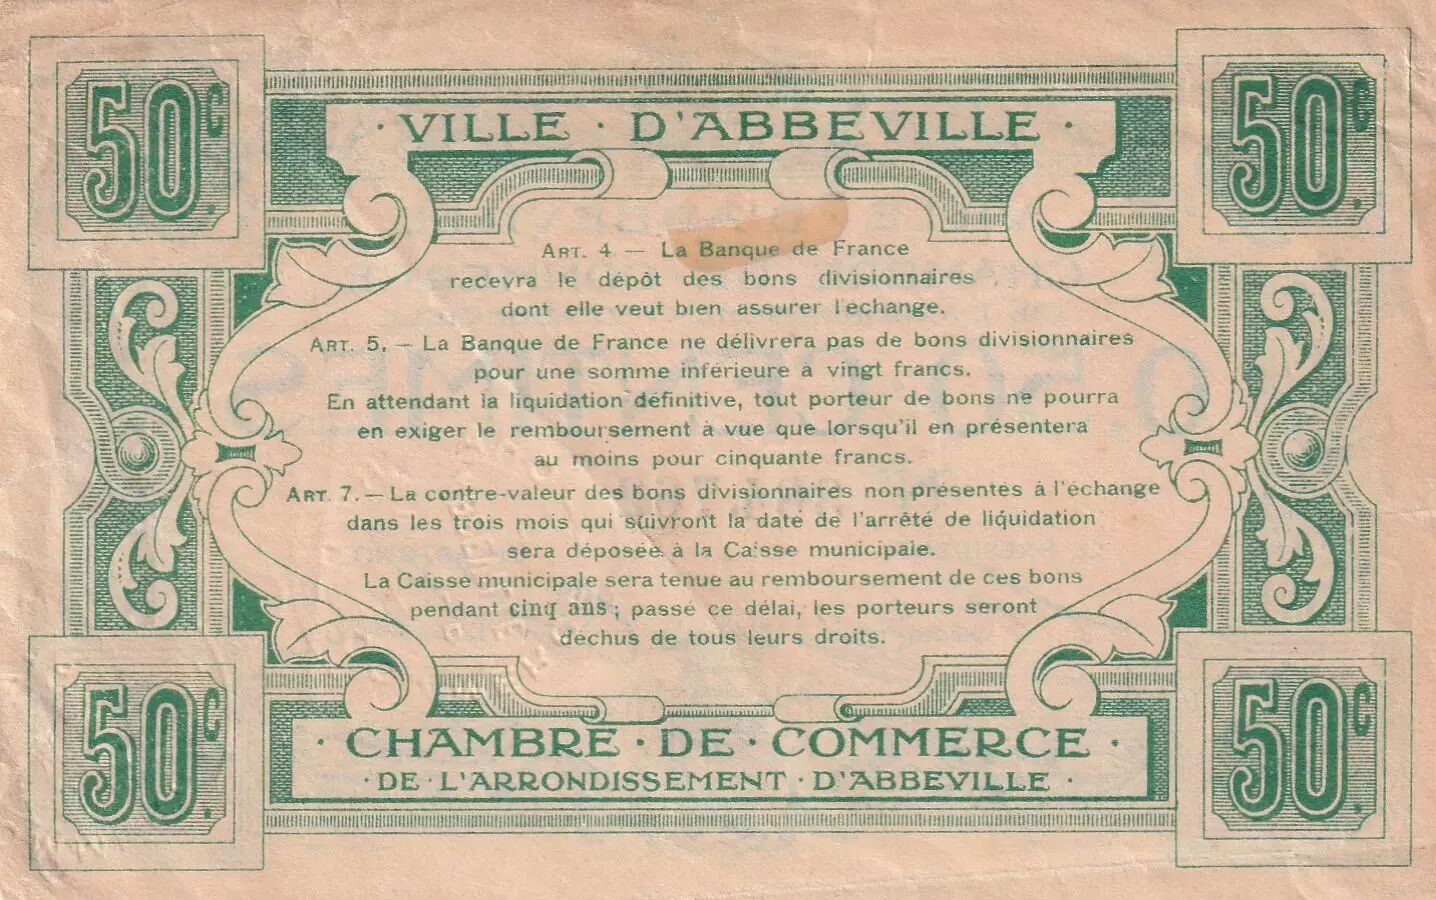 50c.
50c.
· VILLE · D'ABBEVILLE ·
ART. 4 — La Banque de France
recevra le dépôt des bons divisionnaires,
dont elle veut bien assurer l'échange.
ART. 5. — La Banque de France ne délivrera pas de bons divisionnaires
pour une somme inférieure à vingt francs.
En attendant la liquidation définitive, tout porteur de bons ne pourra
en exiger le remboursement à vue que lorsqu'il en présentera
au moins pour cinquante francs.
ART. 7. — La contre-valeur des bons divisionnaires non présentés à l'échange
dans les trois mois qui suivront la date de l'arrêté de liquidation
sera déposée à la Caisse municipale.
La Caisse municipale sera tenue au remboursement de ces bons
pendant cinq ans ; passé ce délai, les porteurs seront
déchus de tous leurs droits.
50c.
50c.
· CHAMBRE · DE · COMMERCE ·
· DE · L'ARRONDISSEMENT · D'ABBEVILLE ·